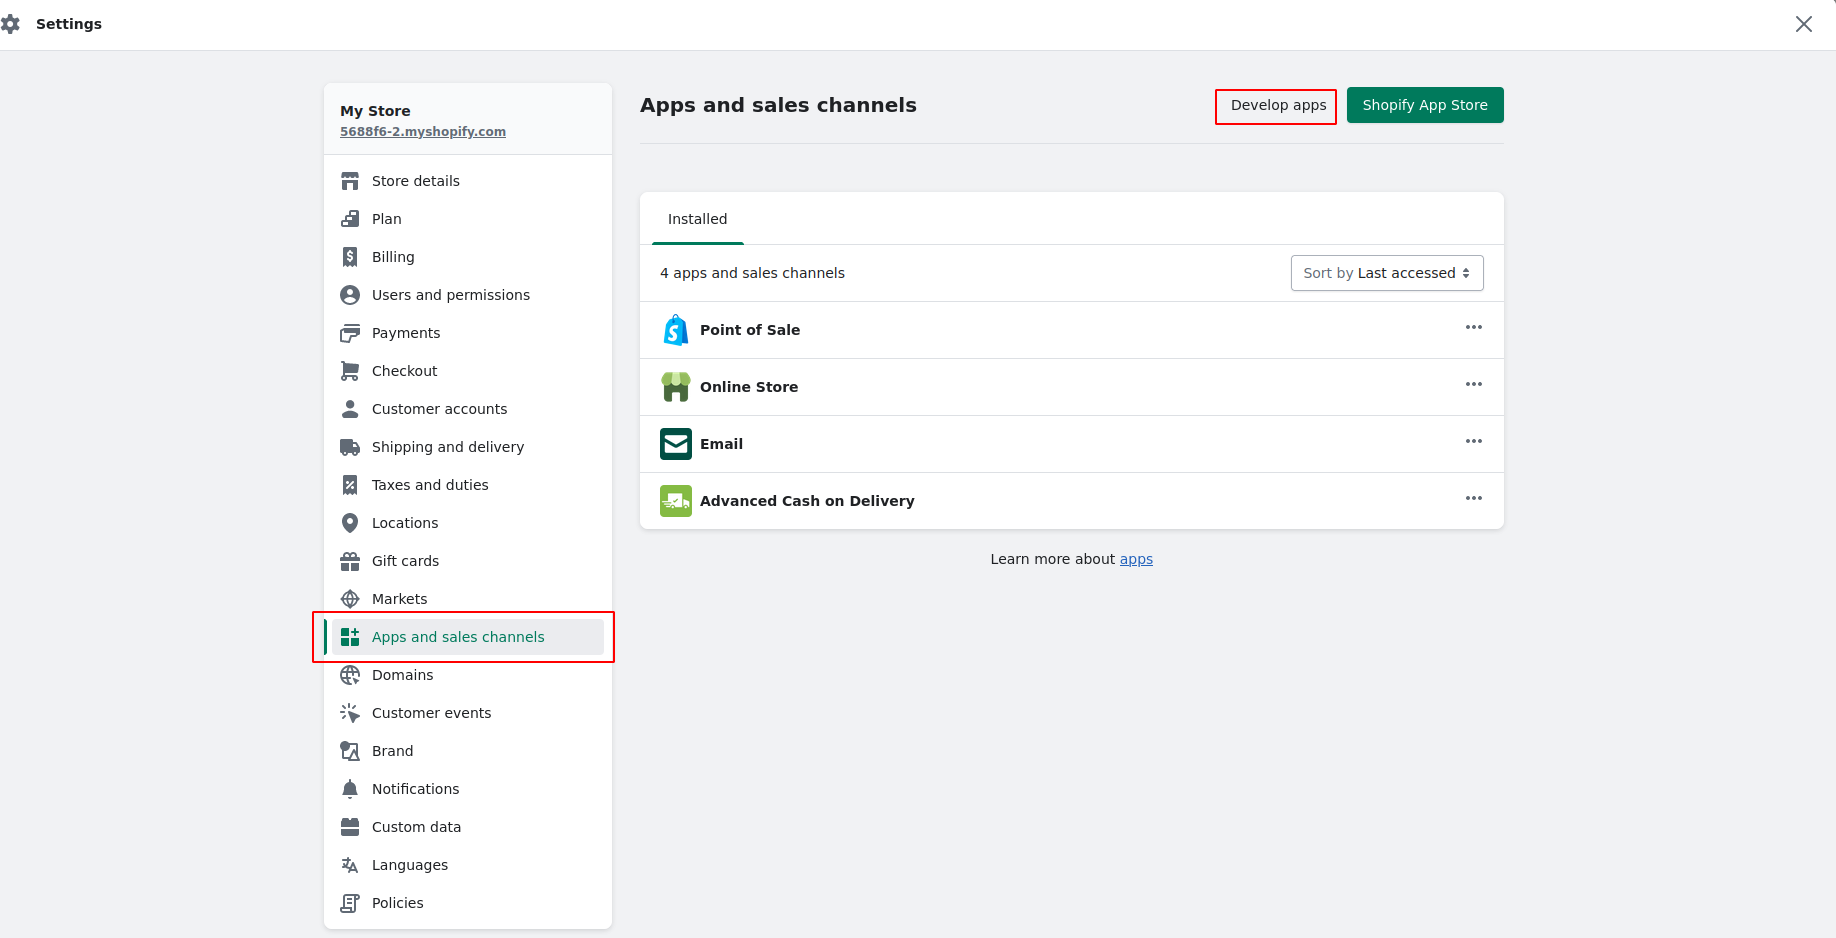 Settings
My Store
5688f6-2.myshopify.com
Store details
Plan
Billing
Users and permissions
Payments
Checkout
Customer accounts
Shipping and delivery
Taxes and duties
Locations
Gift cards
Markets
Apps and sales channels
Domains
Customer events
Brand
Notifications
Custom data
Languages
Policies
Apps and sales channels
Develop apps
Shopify App Store
Installed
4 apps and sales channels
Sort by Last accessed
Point of Sale
Online Store
Email
Advanced Cash on Delivery
Learn more about apps